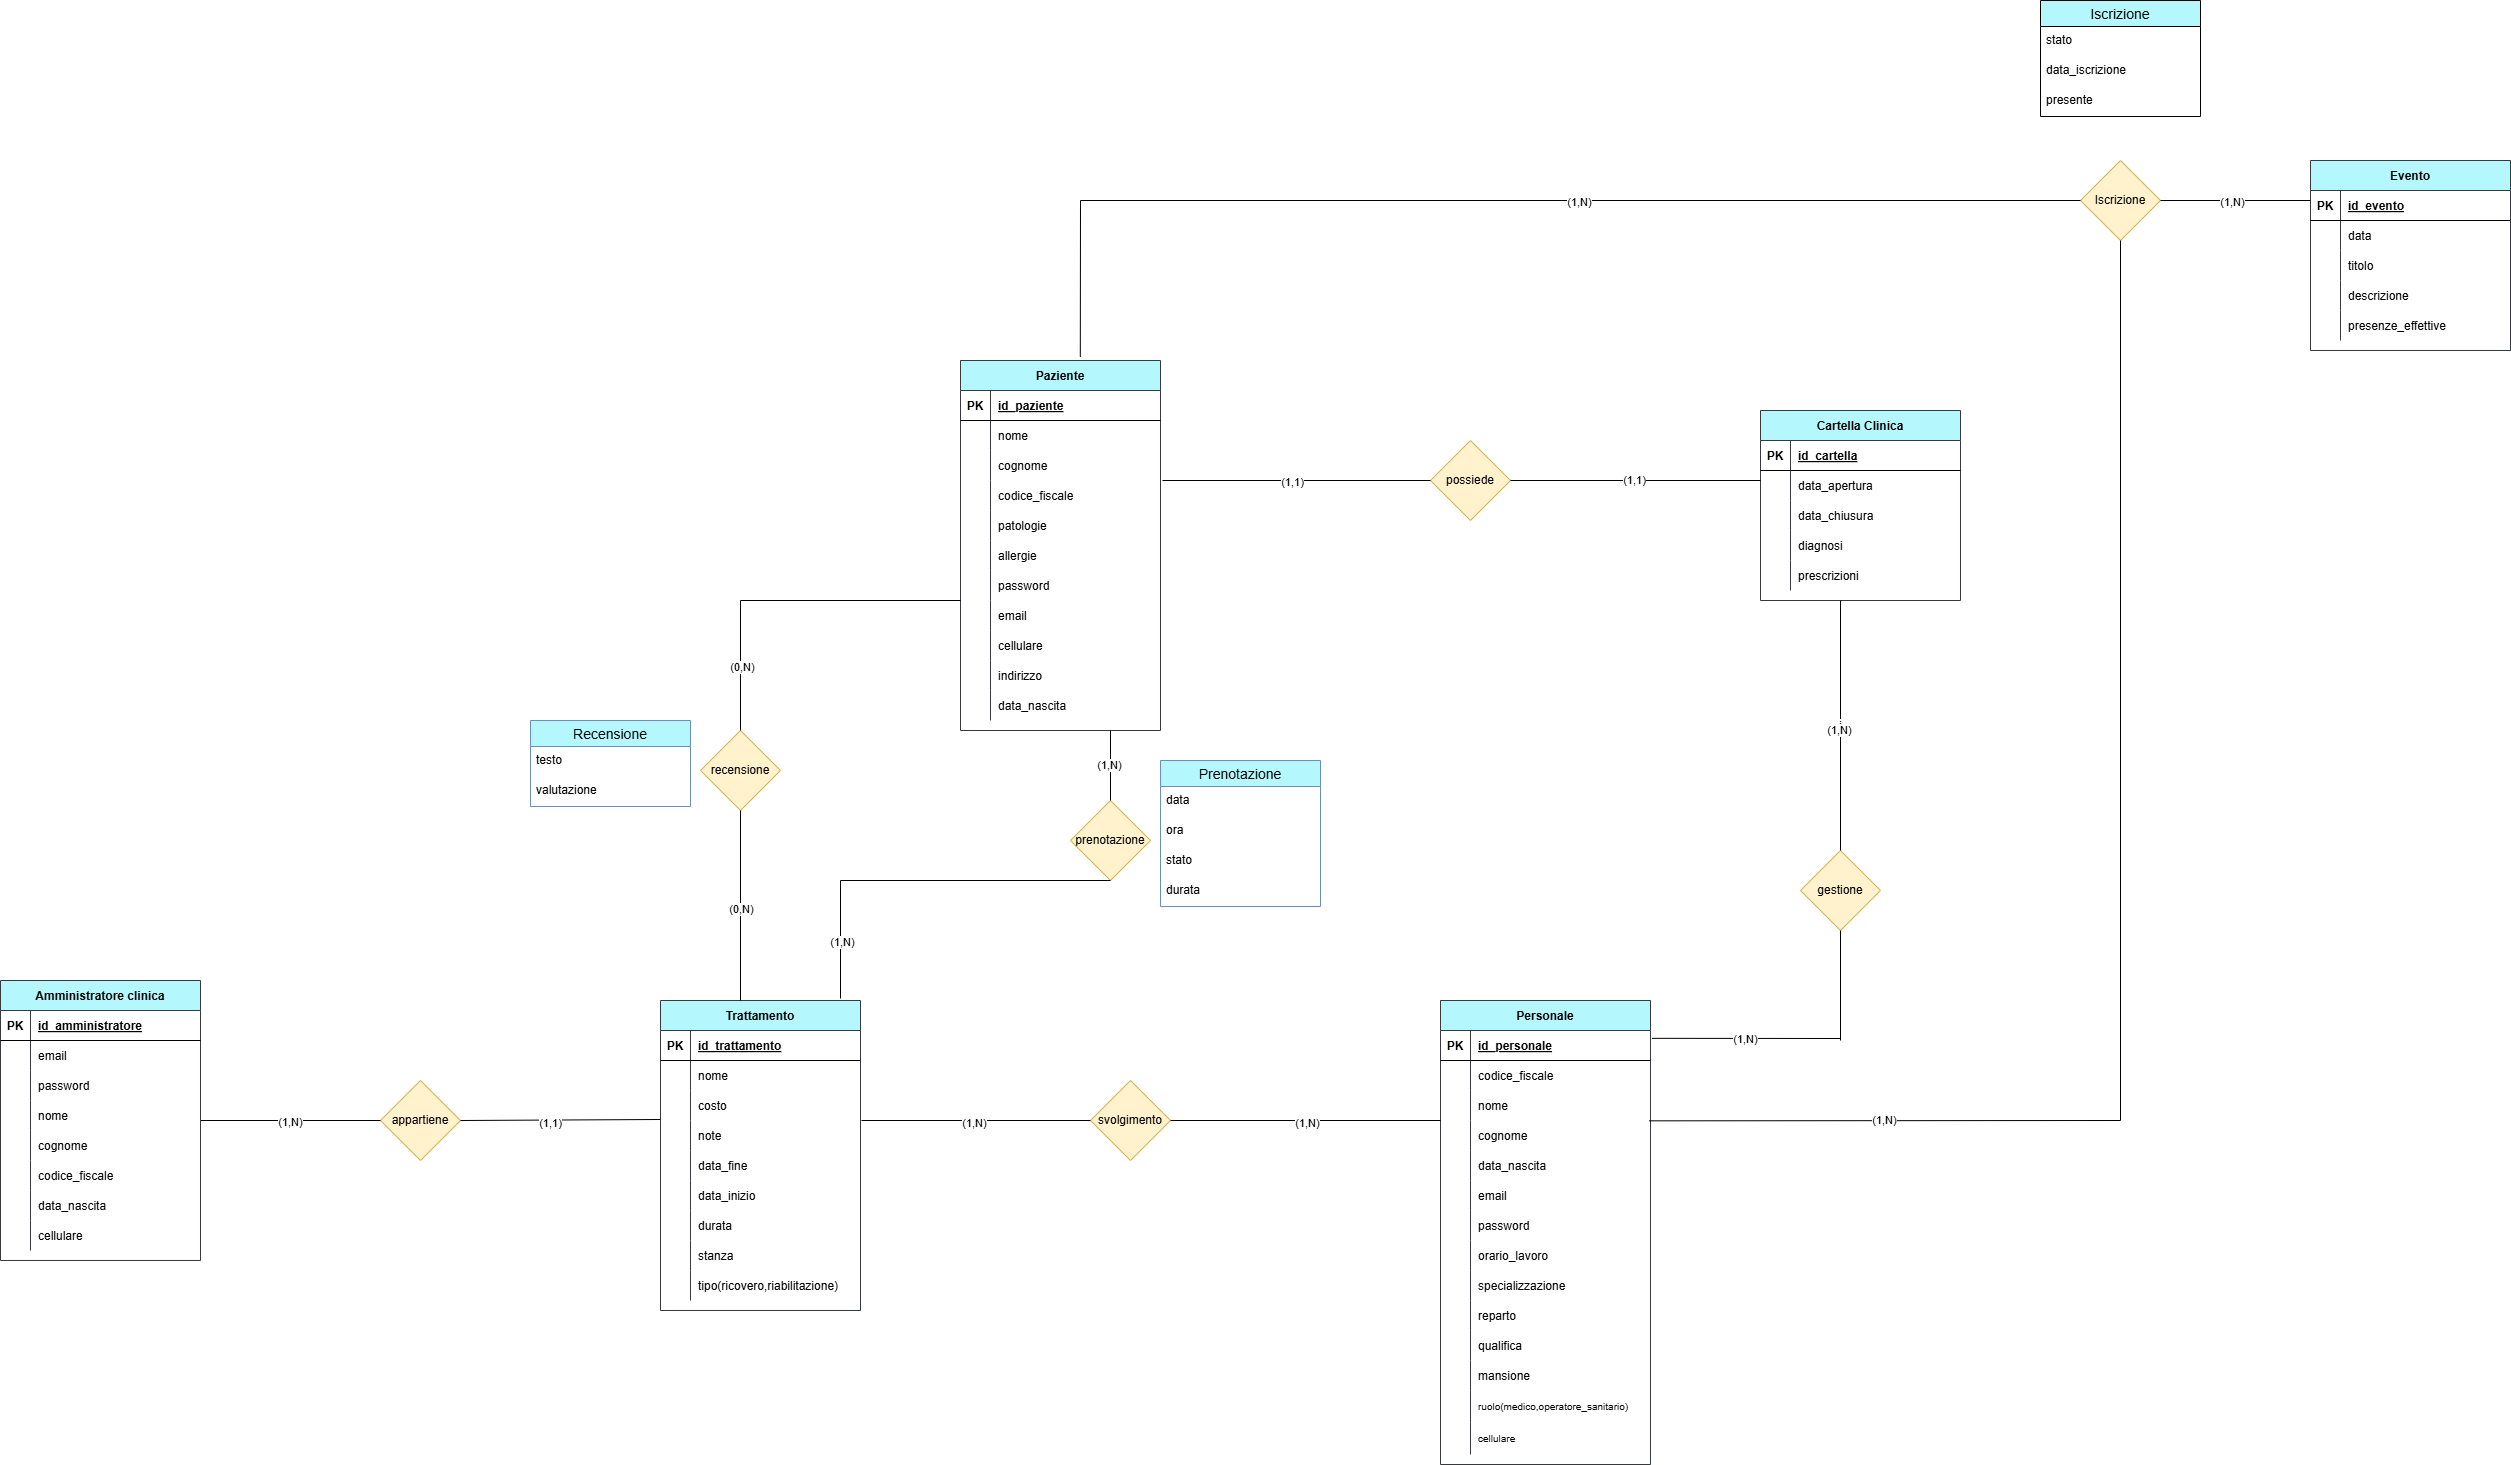 Iscrizione
stato
data_iscrizione
presente
Iscrizione
(1,N)
(1,N)
Evento
PK id_evento
data
titolo
descrizione
presenze_effettive
Paziente
PK id_paziente
nome
cognome
codice_fiscale
patologie
allergie
password
email
cellulare
indirizzo
data_nascita
(1,1)
possiede
(1,1)
Cartella Clinica
PK id_cartella
data_apertura
data_chiusura
diagnosi
prescrizioni
(0,N)
Recensione
testo
valutazione
recensione
(0,N)
(1,N)
prenotazione
Prenotazione
data
ora
stato
durata
(1,N)
(1,N)
gestione
(1,N)
Amministratore clinica
PK id_amministratore
email
password
nome
cognome
codice_fiscale
data_nascita
cellulare
(1,N)
appartiene
(1,1)
Trattamento
PK id_trattamento
nome
costo
note
data_fine
data_inizio
durata
stanza
tipo(ricovero,riabilitazione)
(1,N)
svolgimento
(1,N)
Personale
PK id_personale
codice_fiscale
nome
cognome
data_nascita
email
password
orario_lavoro
specializzazione
reparto
qualifica
mansione
ruolo(medico,operatore_sanitario)
cellulare
(1,N)